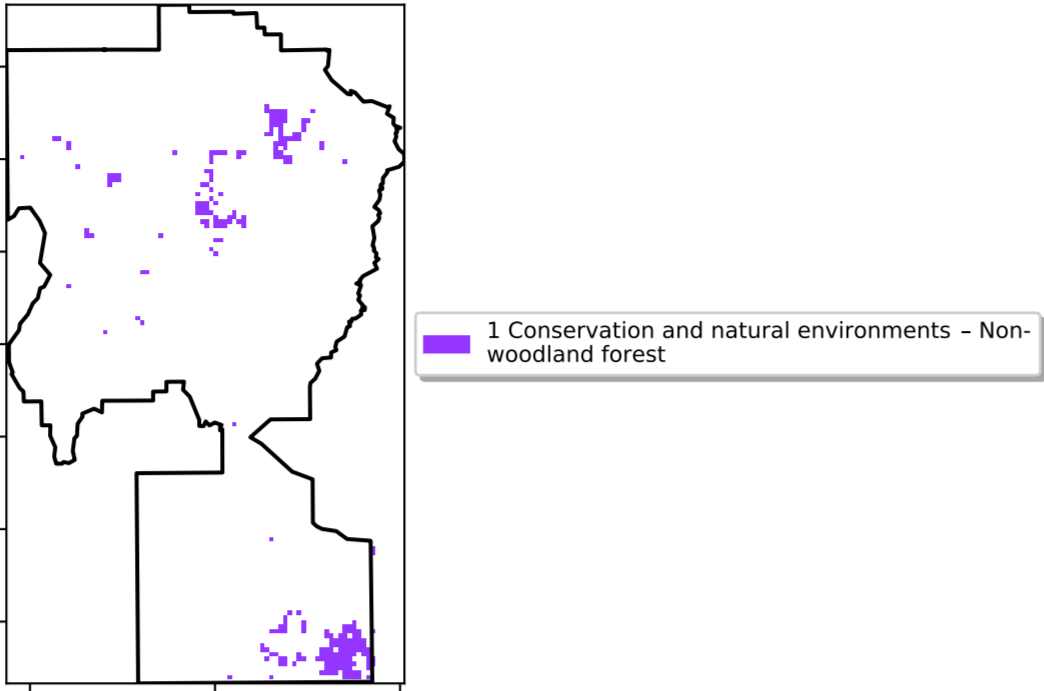 1 Conservation and natural environments – Non-
woodland forest